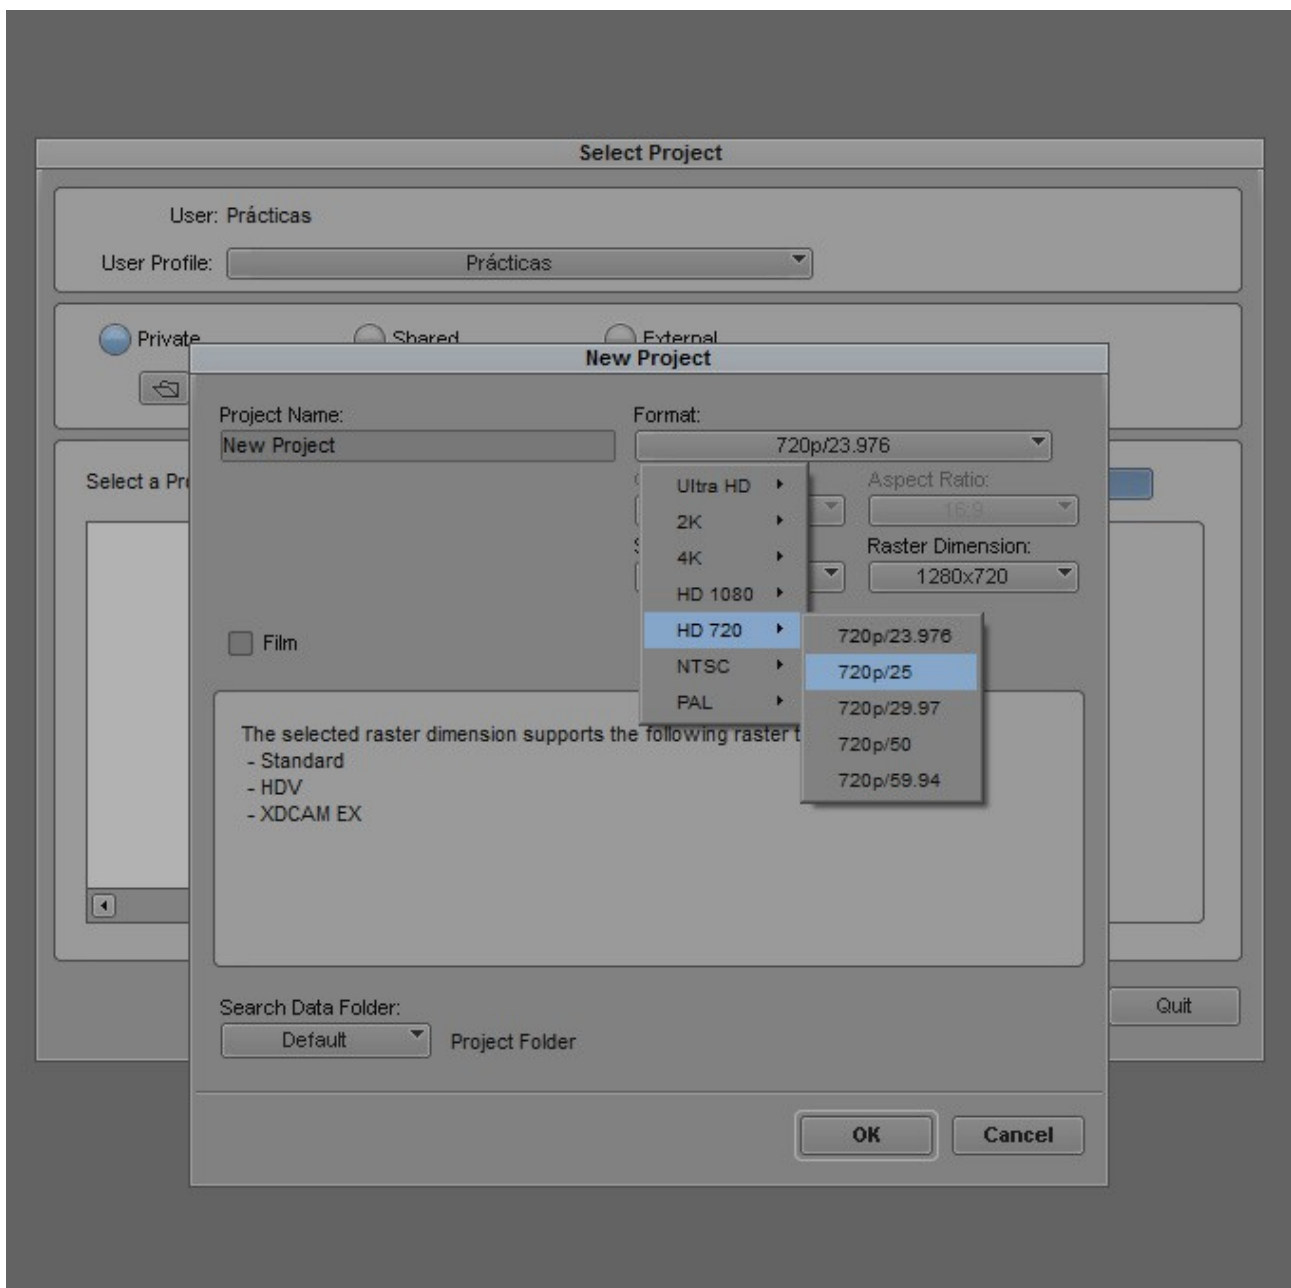 Select Project
User: Prácticas
User Profile: Prácticas
Private Shared External
New Project
Project Name: Format:
New Project 720p/23.976
Select a Pr
Aspect Ratio:
16:9
Raster Dimension:
1280x720
Ultra HD
2K
4K
HD 1080
HD 720
NTSC
PAL
720p/23.976
720p/25
720p/29.97
720p/50
720p/59.94
Film
The selected raster dimension supports the following raster t
- Standard
- HDV
- XDCAM EX
Search Data Folder:
Default Project Folder
Quit
OK Cancel